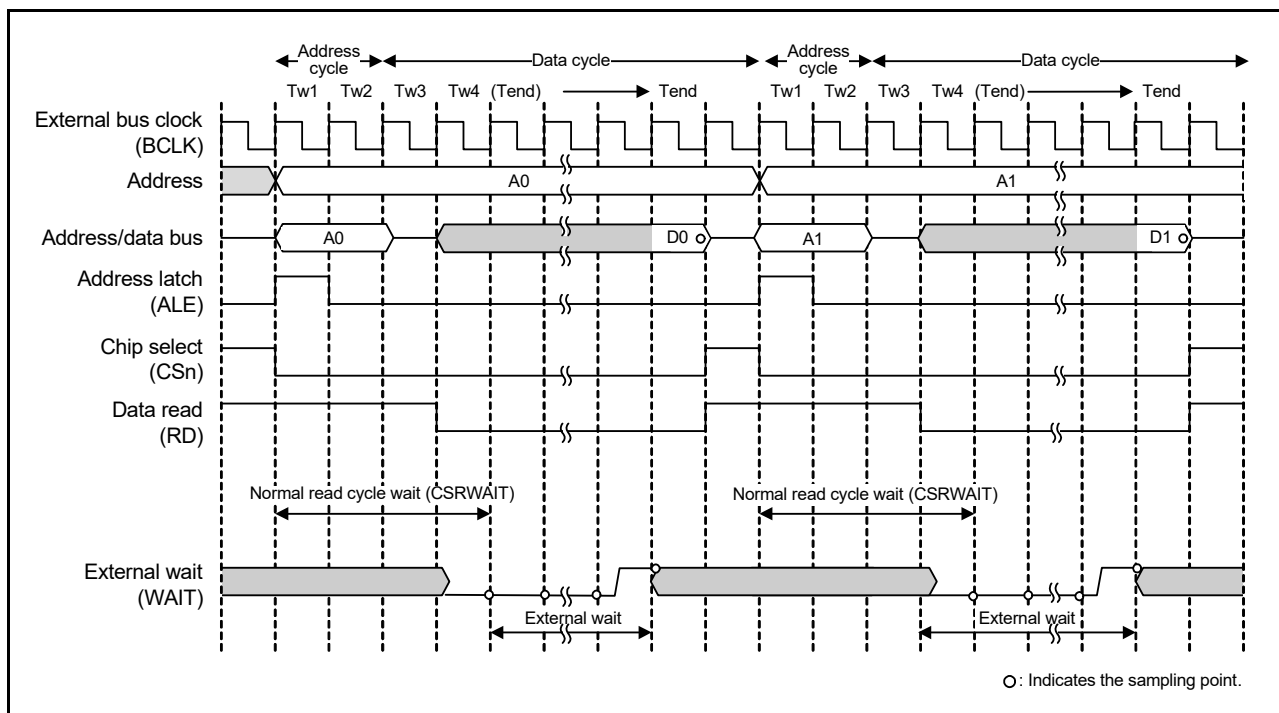 Address cycle Data cycle Address cycle Data cycle
Tw1 Tw2 Tw3 Tw4 (Tend) Tend Tw1 Tw2 Tw3 Tw4 (Tend) Tend
External bus clock
(BCLK)
Address A0 A1
Address/data bus A0 D0 A1 D1
Address latch
(ALE)
Chip select
(CSn)
Data read
(RD)
Normal read cycle wait (CSRWAIT) Normal read cycle wait (CSRWAIT)
External wait
(WAIT)
External wait External wait
: Indicates the sampling point.